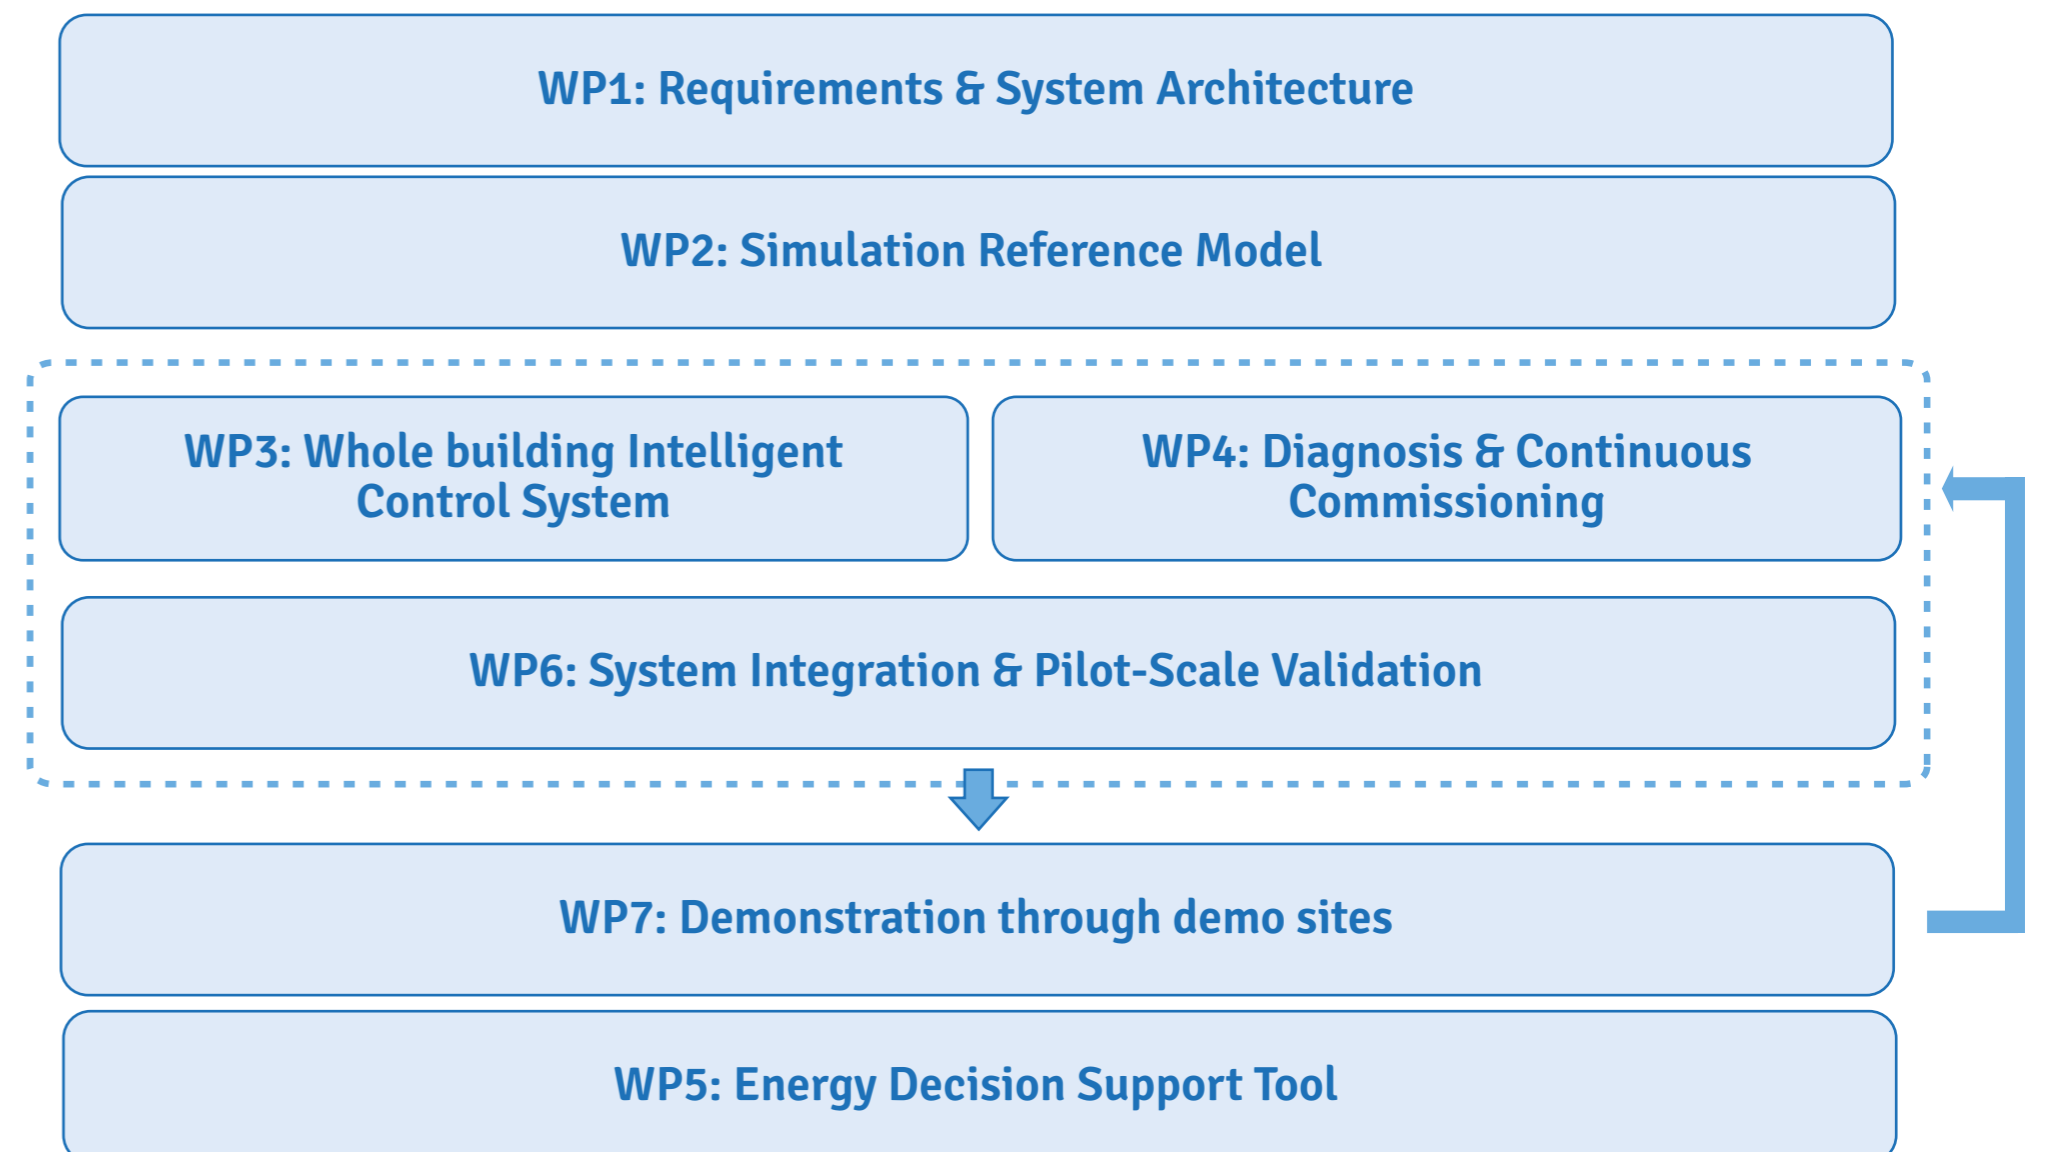 WP1: Requirements & System Architecture
WP2: Simulation Reference Model
WP3: Whole building Intelligent
Control System
WP4: Diagnosis & Continuous
Commissioning
WP6: System Integration & Pilot-Scale Validation
WP7: Demonstration through demo sites
WP5: Energy Decision Support Tool